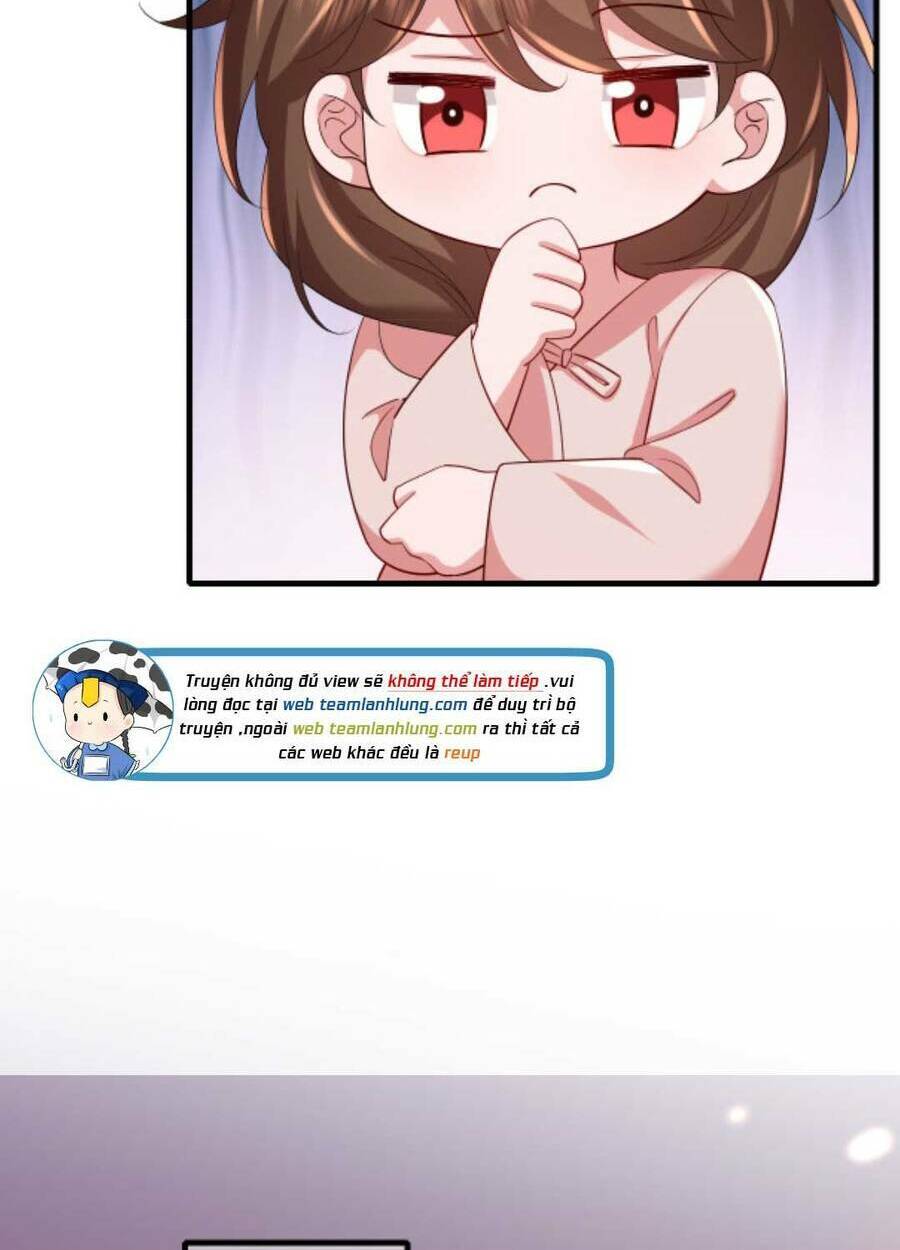 Truyện không đủ view sẽ không thể làm tiếp .vui
lòng đọc tại web teamlanhlung.com để duy trì bộ
truyện ,ngoài web teamlanhlung.com ra thì tất cả
các web khác đều là reup